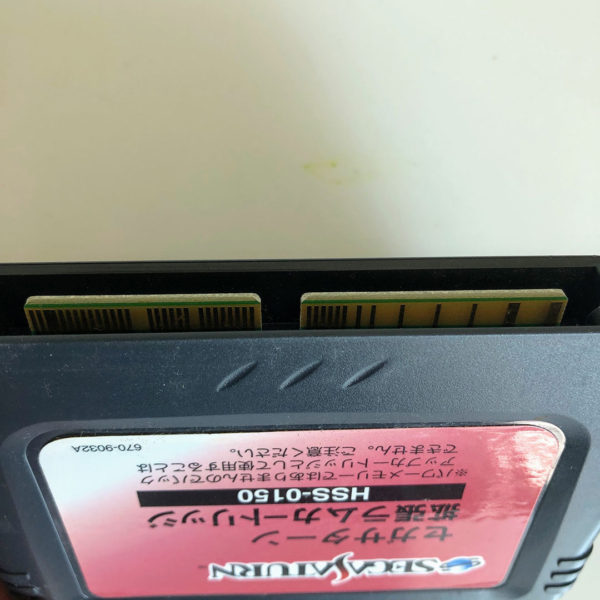 SEGA SATURN
セガサターン
拡張ラムカートリッジ
HSS-0150
※パワーメモリーではありませんのでバック
アップカートリッジとして使用することは
できません。ご注意ください。
670-9032A